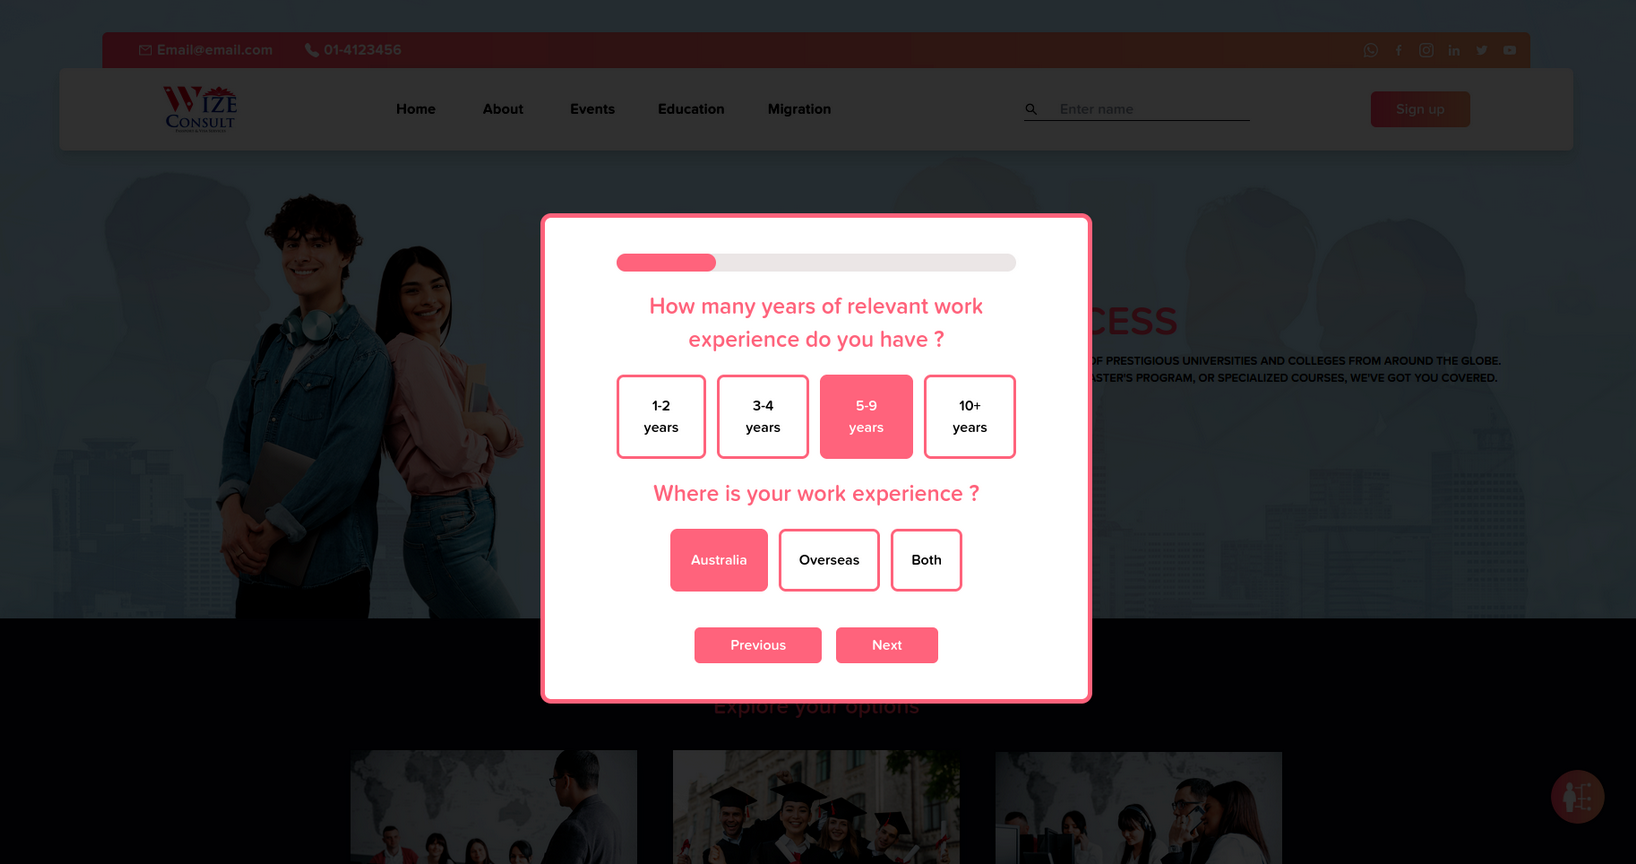 Email@email.com
01-4123456
WIZE
CONSULT
Home
About
Events
Education
Migration
Enter name
Sign up
CESS
OF PRESTIGIOUS UNIVERSITIES AND COLLEGES FROM AROUND THE GLOBE.
ASTER'S PROGRAM, OR SPECIALIZED COURSES, WE'VE GOT YOU COVERED.
How many years of relevant work
experience do you have ?
1-2
years
3-4
years
5-9
years
10+
years
Where is your work experience ?
Australia
Overseas
Both
Previous
Next
Explore your options